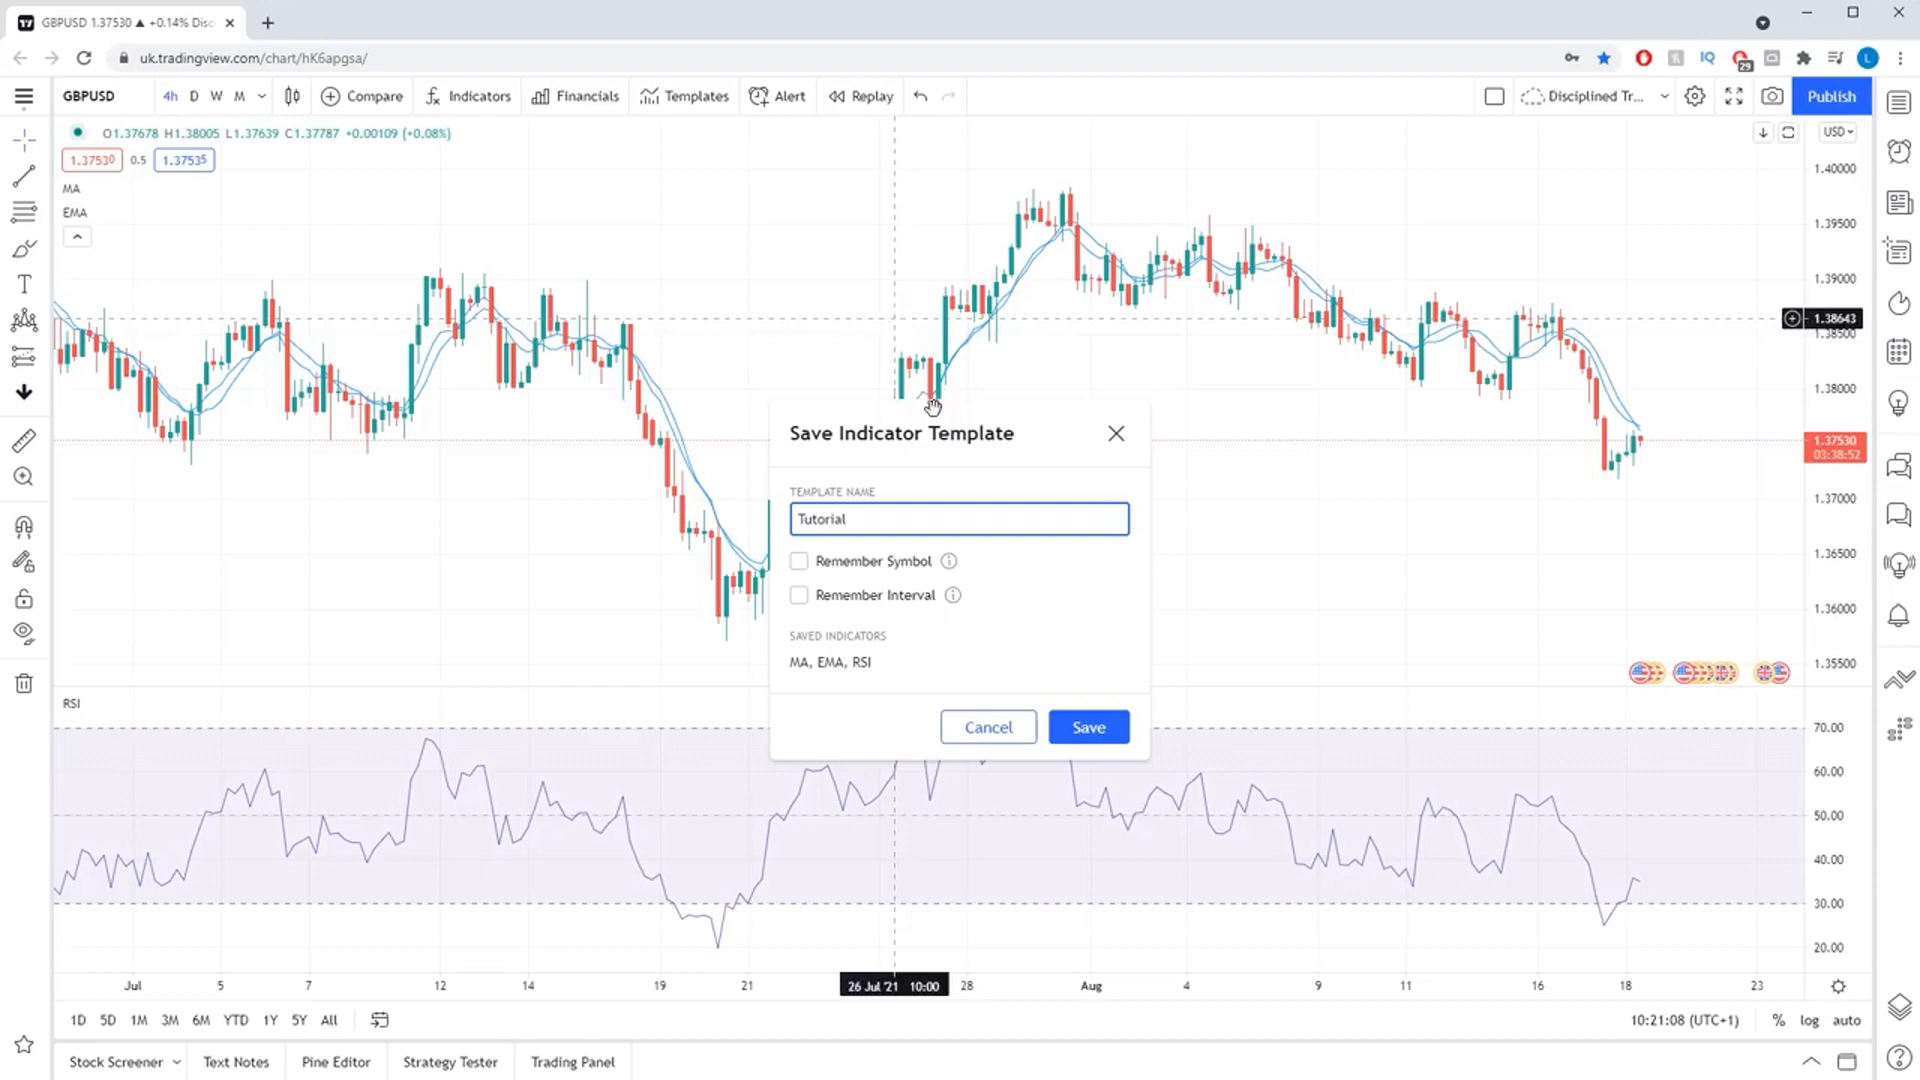 GBPUSD 1.37530 ▲ +0.14% Disc
uk.tradingview.com/chart/hK6apgsa/
29
L
GBPUSD 4h D W M Compare Indicators Financials Templates Alert Replay Disciplined Tr... Publish
O1.37678 H1.38005 L1.37639 C1.37787 +0.00109 (+0.08%)
USD
1.37530 0.5 1.37535
MA
EMA
1.40000
1.39500
1.39000
1.38643
1.38500
1.38000
1.37530
03:38:52
1.37000
1.36500
1.36000
1.35500
Save Indicator Template
TEMPLATE NAME
Tutorial
Remember Symbol
Remember Interval
SAVED INDICATORS
MA, EMA, RSI
Cancel Save
RSI
70.00
60.00
50.00
40.00
30.00
20.00
Jul 5 7 12 14 19 21 26 Jul '21 10:00 28 Aug 4 9 11 16 18 23
1D 5D 1M 3M 6M YTD 1Y 5Y All 10:21:08 (UTC+1) % log auto
Stock Screener Text Notes Pine Editor Strategy Tester Trading Panel